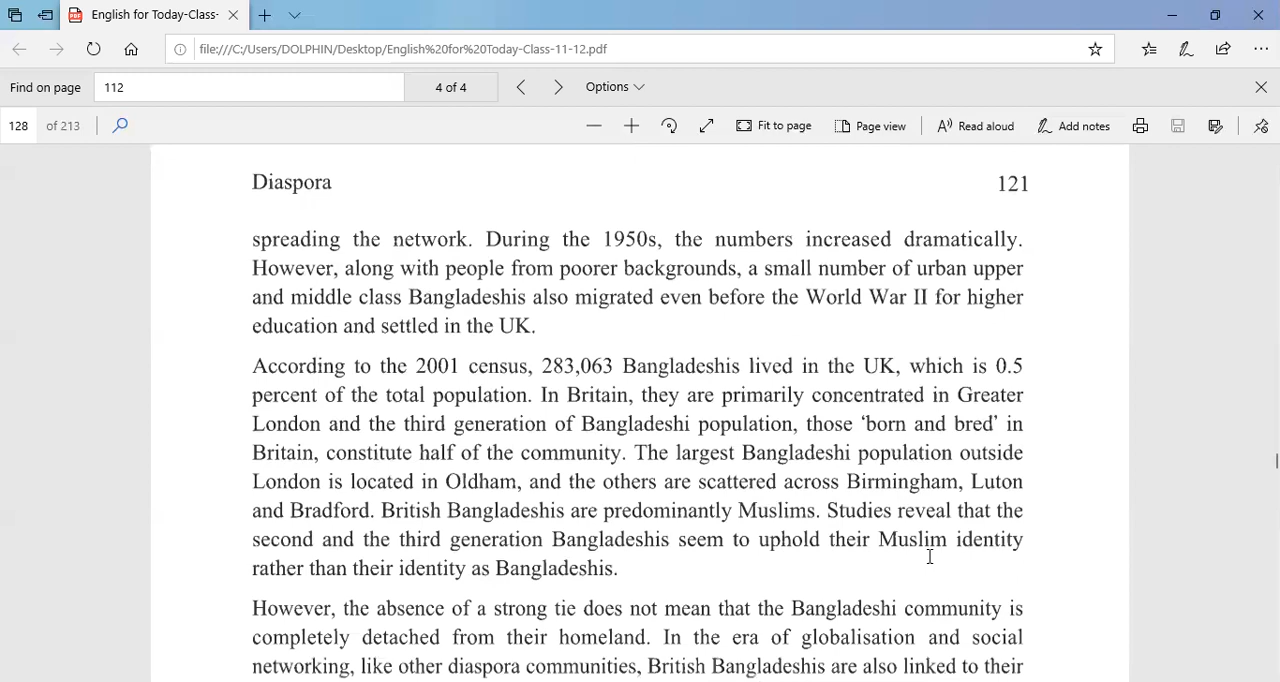 English for Today-Class-
file:///C:/Users/DOLPHIN/Desktop/English%20for%20Today-Class-11-12.pdf
Find on page
112
4 of 4
Options
128
of 213
Fit to page
Page view
Read aloud
Add notes
Diaspora
121
spreading the network. During the 1950s, the numbers increased dramatically.
However, along with people from poorer backgrounds, a small number of urban upper
and middle class Bangladeshis also migrated even before the World War II for higher
education and settled in the UK.
According to the 2001 census, 283,063 Bangladeshis lived in the UK, which is 0.5
percent of the total population. In Britain, they are primarily concentrated in Greater
London and the third generation of Bangladeshi population, those ‘born and bred’ in
Britain, constitute half of the community. The largest Bangladeshi population outside
London is located in Oldham, and the others are scattered across Birmingham, Luton
and Bradford. British Bangladeshis are predominantly Muslims. Studies reveal that the
second and the third generation Bangladeshis seem to uphold their Muslim identity
rather than their identity as Bangladeshis.
However, the absence of a strong tie does not mean that the Bangladeshi community is
completely detached from their homeland. In the era of globalisation and social
networking, like other diaspora communities, British Bangladeshis are also linked to their